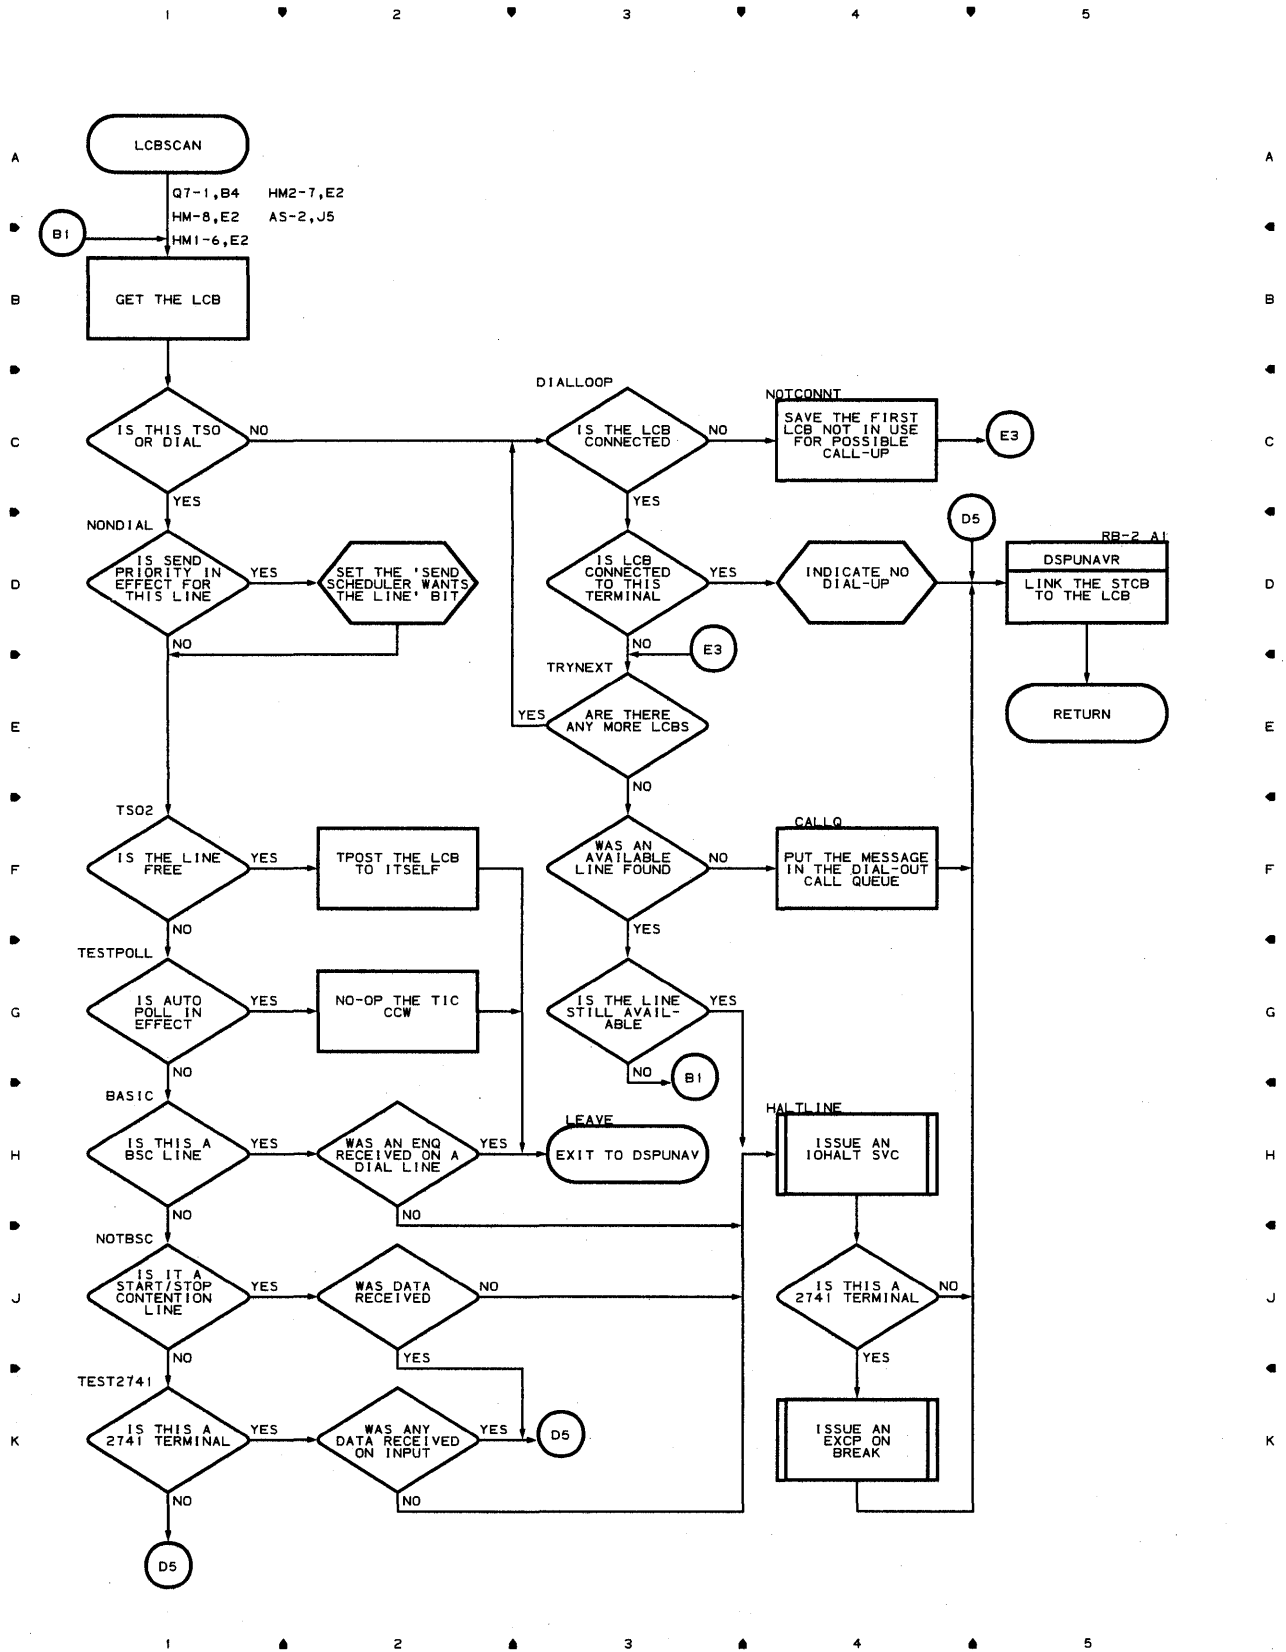 1 2 3 4 5
LCBSCAN
A A
Q7-1,B4 HM2-7,E2
HM-8,E2 AS-2,J5
B1
HM1-6,E2
GET THE LCB
B B
DIALLOOP
NOTCONNT
IS THIS TSO
OR DIAL
NO
IS THE LCB
CONNECTED
NO
SAVE THE FIRST
LCB NOT IN USE
FOR POSSIBLE
CALL-UP
E3
C C
YES
YES
D5
NONDIAL
RB-2 A1
IS SEND
PRIORITY IN
EFFECT FOR
THIS LINE
YES
SET THE 'SEND
SCHEDULER WANTS
THE LINE' BIT
IS LCB
CONNECTED
TO THIS
TERMINAL
YES
INDICATE NO
DIAL-UP
DSPUNAVR
LINK THE STCB
TO THE LCB
D D
NO
NO
E3
TRYNEXT
YES
ARE THERE
ANY MORE LCBS
RETURN
E E
NO
TSO2
CALLQ
IS THE LINE
FREE
YES
TPOST THE LCB
TO ITSELF
WAS AN
AVAILABLE
LINE FOUND
NO
PUT THE MESSAGE
IN THE DIAL-OUT
CALL QUEUE
F F
NO
YES
TESTPOLL
IS AUTO
POLL IN
EFFECT
YES
NO-OP THE TIC
CCW
IS THE LINE
STILL AVAIL-
ABLE
YES
G G
NO
NO
B1
BASIC
LEAVE
HALTLINE
IS THIS A
BSC LINE
YES
WAS AN ENQ
RECEIVED ON A
DIAL LINE
YES
EXIT TO DSPUNAV
ISSUE AN
IOHALT SVC
H H
NO
NO
NOTBSC
IS IT A
START/STOP
CONTENTION
LINE
YES
WAS DATA
RECEIVED
NO
IS THIS A
2741 TERMINAL
NO
J J
NO
YES
YES
TEST2741
IS THIS A
2741 TERMINAL
YES
WAS ANY
DATA RECEIVED
ON INPUT
YES
D5
ISSUE AN
EXCP ON
BREAK
K K
NO
NO
D5
1 2 3 4 5